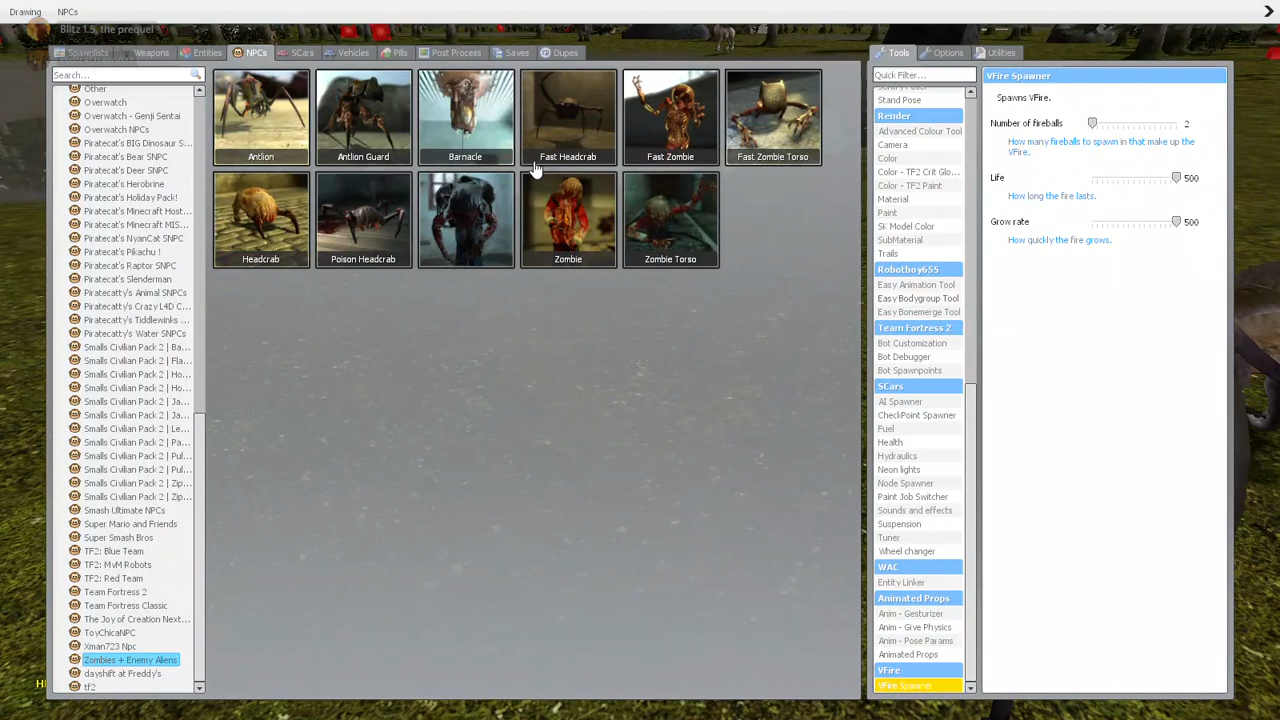 Drawing NPCs
Blitz 1.5, the prequel
Spawnlists Weapons Entities NPCs SCars Vehicles Pills Post Process Saves Dupes
Search...
Other
Overwatch
Overwatch - Genji Sentai
Overwatch NPCs
Piratecat's BIG Dinosaur S...
Piratecat's Bear SNPC
Piratecat's Deer SNPC
Piratecat's Herobrine
Piratecat's Holiday Pack!
Piratecat's Minecraft Host...
Piratecat's Minecraft MIS...
Piratecat's NyanCat SNPC
Piratecat's Pikachu !
Piratecat's Raptor SNPC
Piratecat's Slenderman
Piratecatty's Animal SNPCs
Piratecatty's Crazy L4D C...
Piratecatty's Tiddlewinks ...
Piratecatty's Water SNPCs
Smalls Civilian Pack 2 | Ba...
Smalls Civilian Pack 2 | Fla...
Smalls Civilian Pack 2 | Ho...
Smalls Civilian Pack 2 | Ho...
Smalls Civilian Pack 2 | Ja...
Smalls Civilian Pack 2 | Ja...
Smalls Civilian Pack 2 | Le...
Smalls Civilian Pack 2 | Ma...
Smalls Civilian Pack 2 | Pa...
Smalls Civilian Pack 2 | Pul...
Smalls Civilian Pack 2 | Pul...
Smalls Civilian Pack 2 | Zip...
Smalls Civilian Pack 2 | Zip...
Smash Ultimate NPCs
Super Mario and Friends
Super Smash Bros
TF2: Blue Team
TF2: MvM Robots
TF2: Red Team
Team Fortress 2
Team Fortress Classic
The Joy of Creation Next...
ToyChicaNPC
Xman723 Npc
Zombies + Enemy Aliens
dayshift at Freddy's
tf2
Antlion Antlion Guard Barnacle Fast Headcrab Fast Zombie Fast Zombie Torso
Headcrab Poison Headcrab Zombie Zombie Torso
Tools Options Utilities
Quick Filter...
Stand Pose
Render
Advanced Colour Tool
Camera
Color
Color - TF2 Crit Glo...
Color - TF2 Paint
Material
Paint
SK Model Color
SubMaterial
Trails
Robotboy655
Easy Animation Tool
Easy Bodygroup Tool
Easy Bonemerge Tool
Team Fortress 2
Bot Customization
Bot Debugger
Bot Spawnpoints
SCars
AI Spawner
CheckPoint Spawner
Fuel
Health
Hydraulics
Neon lights
Node Spawner
Paint Job Switcher
Sounds and effects
Suspension
Tuner
Wheel changer
WAC
Entity Linker
Animated Props
Anim - Gesturizer
Anim - Give Physics
Anim - Pose Params
Animated Props
VFire
VFire Spawner
VFire Spawner
Spawns VFire.
Number of fireballs 2
How many fireballs to spawn in that make up the
VFire.
Life 500
How long the fire lasts.
Grow rate 500
How quickly the fire grows.